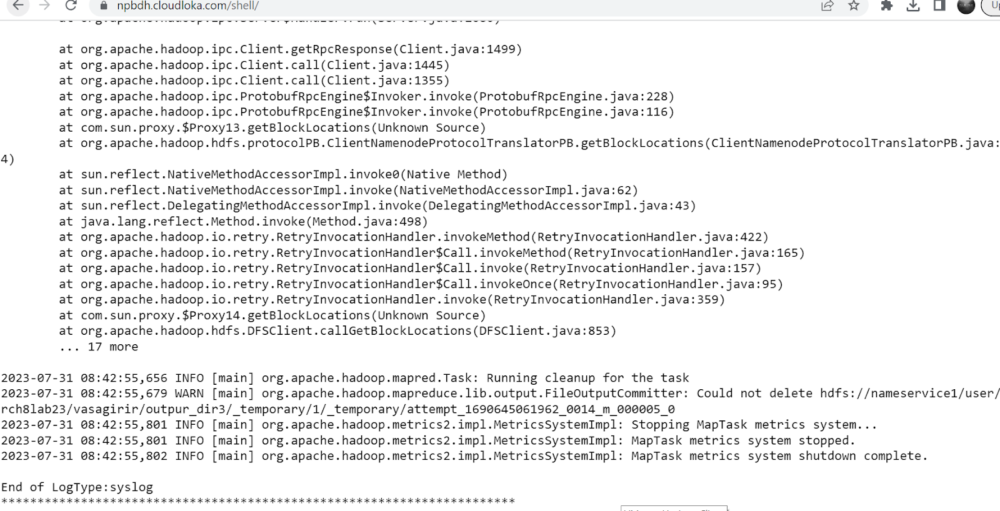 npbdh.cloudloka.com/shell/
at org.apache.hadoop.ipc.Client.getRpcResponse(Client.java:1499)
at org.apache.hadoop.ipc.Client.call(Client.java:1445)
at org.apache.hadoop.ipc.Client.call(Client.java:1355)
at org.apache.hadoop.ipc.ProtobufRpcEngine$Invoker.invoke(ProtobufRpcEngine.java:228)
at org.apache.hadoop.ipc.ProtobufRpcEngine$Invoker.invoke(ProtobufRpcEngine.java:116)
at com.sun.proxy.$Proxy13.getBlockLocations(Unknown Source)
at org.apache.hadoop.hdfs.protocolPB.ClientNamenodeProtocolTranslatorPB.getBlockLocations(ClientNamenodeProtocolTranslatorPB.java:
4)
at sun.reflect.NativeMethodAccessorImpl.invoke0(Native Method)
at sun.reflect.NativeMethodAccessorImpl.invoke(NativeMethodAccessorImpl.java:62)
at sun.reflect.DelegatingMethodAccessorImpl.invoke(DelegatingMethodAccessorImpl.java:43)
at java.lang.reflect.Method.invoke(Method.java:498)
at org.apache.hadoop.io.retry.RetryInvocationHandler.invokeMethod(RetryInvocationHandler.java:422)
at org.apache.hadoop.io.retry.RetryInvocationHandler$Call.invokeMethod(RetryInvocationHandler.java:165)
at org.apache.hadoop.io.retry.RetryInvocationHandler$Call.invoke(RetryInvocationHandler.java:157)
at org.apache.hadoop.io.retry.RetryInvocationHandler$Call.invokeOnce(RetryInvocationHandler.java:95)
at org.apache.hadoop.io.retry.RetryInvocationHandler.invoke(RetryInvocationHandler.java:359)
at com.sun.proxy.$Proxy14.getBlockLocations(Unknown Source)
at org.apache.hadoop.hdfs.DFSClient.callGetBlockLocations(DFSClient.java:853)
... 17 more
2023-07-31 08:42:55,656 INFO [main] org.apache.hadoop.mapred.Task: Running cleanup for the task
2023-07-31 08:42:55,679 WARN [main] org.apache.hadoop.mapreduce.lib.output.FileOutputCommitter: Could not delete hdfs://nameservice1/user/
rch8lab23/vasagirir/outpur_dir3/_temporary/1/_temporary/attempt_1690645061962_0014_m_000005_0
2023-07-31 08:42:55,801 INFO [main] org.apache.hadoop.metrics2.impl.MetricsSystemImpl: Stopping MapTask metrics system...
2023-07-31 08:42:55,801 INFO [main] org.apache.hadoop.metrics2.impl.MetricsSystemImpl: MapTask metrics system stopped.
2023-07-31 08:42:55,802 INFO [main] org.apache.hadoop.metrics2.impl.MetricsSystemImpl: MapTask metrics system shutdown complete.
End of LogType:syslog
***********************************************************************